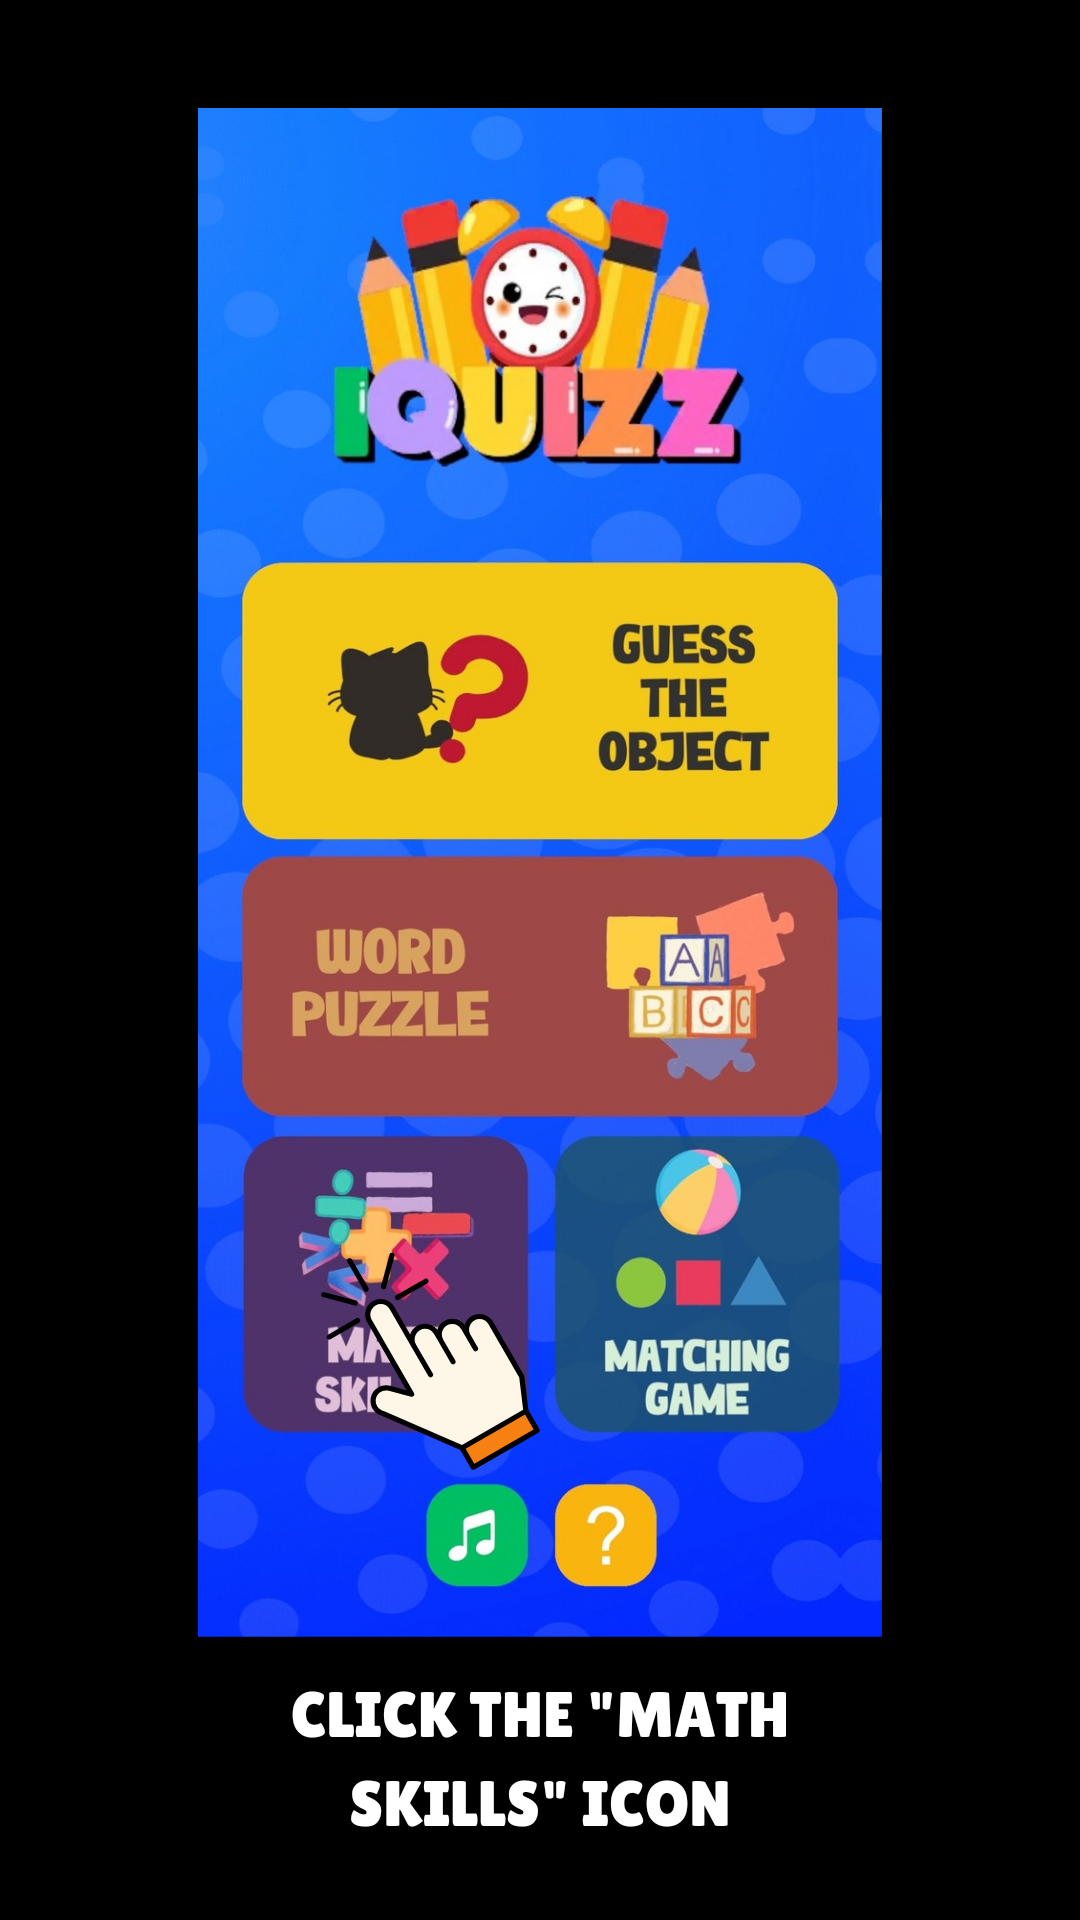 IQUIZZ
GUESS
THE
OBJECT
WORD
PUZZLE
A A
B C C
MATCHING
GAME
?
CLICK THE "MATH
SKILLS" ICON